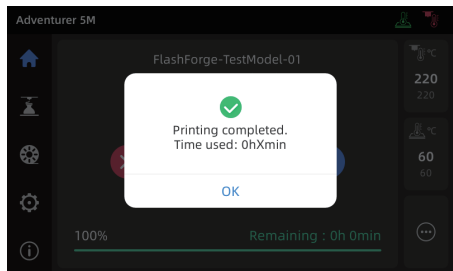 Adventurer 5M
FlashForge-TestModel-01
°C
220
220
Printing completed.
Time used: 0hXmin
°C
60
60
OK
100%
Remaining : 0h 0min